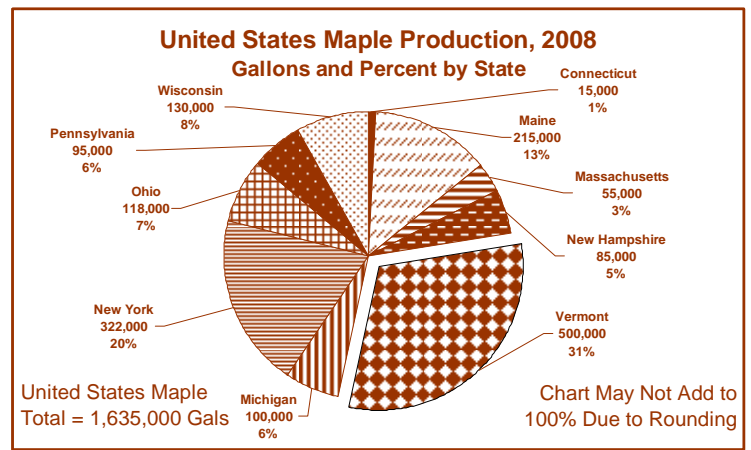 United States Maple Production, 2008
Gallons and Percent by State
Connecticut
15,000
1%
Maine
215,000
13%
Massachusetts
55,000
3%
New Hampshire
85,000
5%
Vermont
500,000
31%
Michigan
100,000
6%
New York
322,000
20%
Ohio
118,000
7%
Pennsylvania
95,000
6%
Wisconsin
130,000
8%
United States Maple
Total = 1,635,000 Gals
Chart May Not Add to
100% Due to Rounding